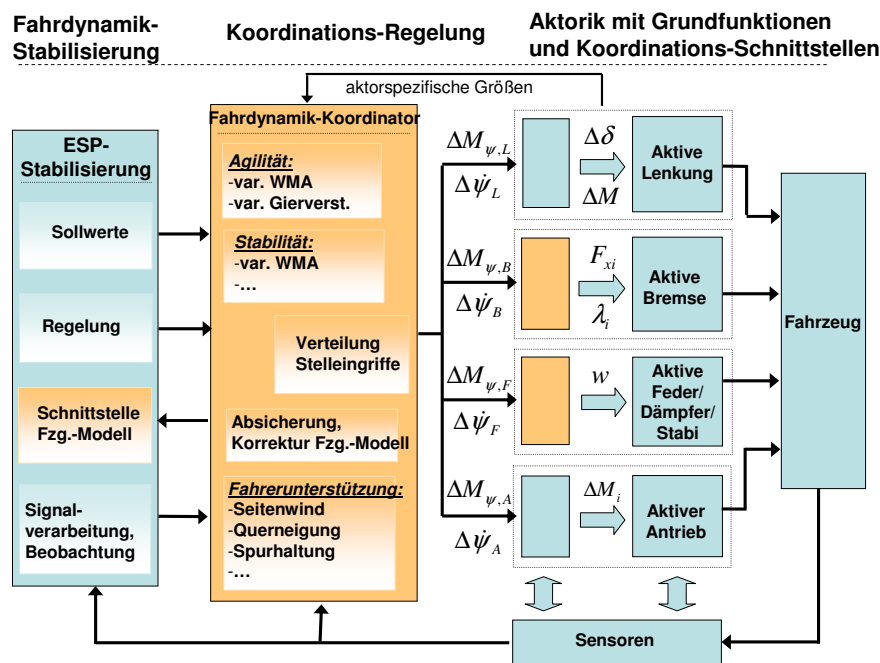 Fahrdynamik-
Stabilisierung
Koordinations-Regelung
Aktorik mit Grundfunktionen
und Koordinations-Schnittstellen
aktorspezifische Größen
ESP-
Stabilisierung
Sollwerte
Regelung
Schnittstelle
Fzg.-Modell
Signal-
verarbeitung,
Beobachtung
Fahrdynamik-Koordinator
Agilität:
-var. WMA
-var. Gierverst.
Stabilität:
-var. WMA
-...
Verteilung
Stelleingriffe
Absicherung,
Korrektur Fzg.-Modell
Fahrerunterstützung:
-Seitenwind
-Querneigung
-Spurhaltung
-...
ΔM_ψ,L
Δψ̇_L
Δδ
ΔM
Aktive
Lenkung
ΔM_ψ,B
Δψ̇_B
F_xi
λ_i
Aktive
Bremse
ΔM_ψ,F
Δψ̇_F
w
Aktive
Feder/
Dämpfer/
Stabi
ΔM_ψ,A
Δψ̇_A
ΔM_i
Aktiver
Antrieb
Fahrzeug
Sensoren